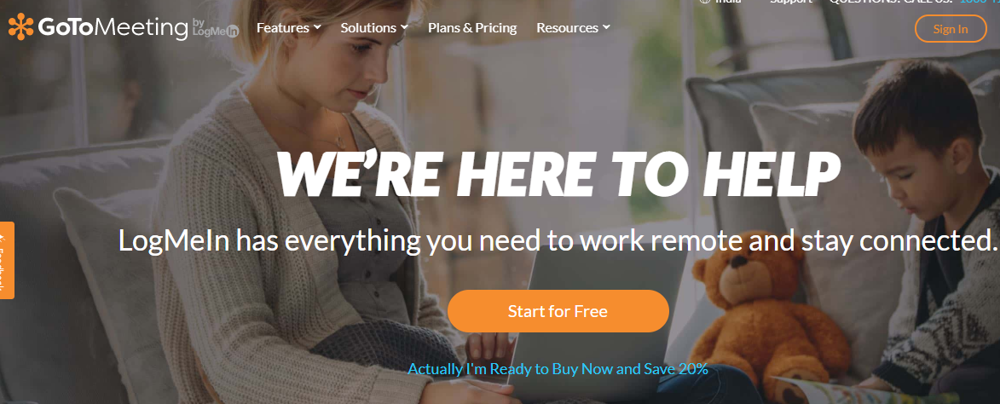 India Support QUESTIONS? CALL US:
GoToMeeting by LogMeIn Features Solutions Plans & Pricing Resources Sign In
WE'RE HERE TO HELP
LogMeIn has everything you need to work remote and stay connected.
Feedback
Start for Free
Actually I'm Ready to Buy Now and Save 20%